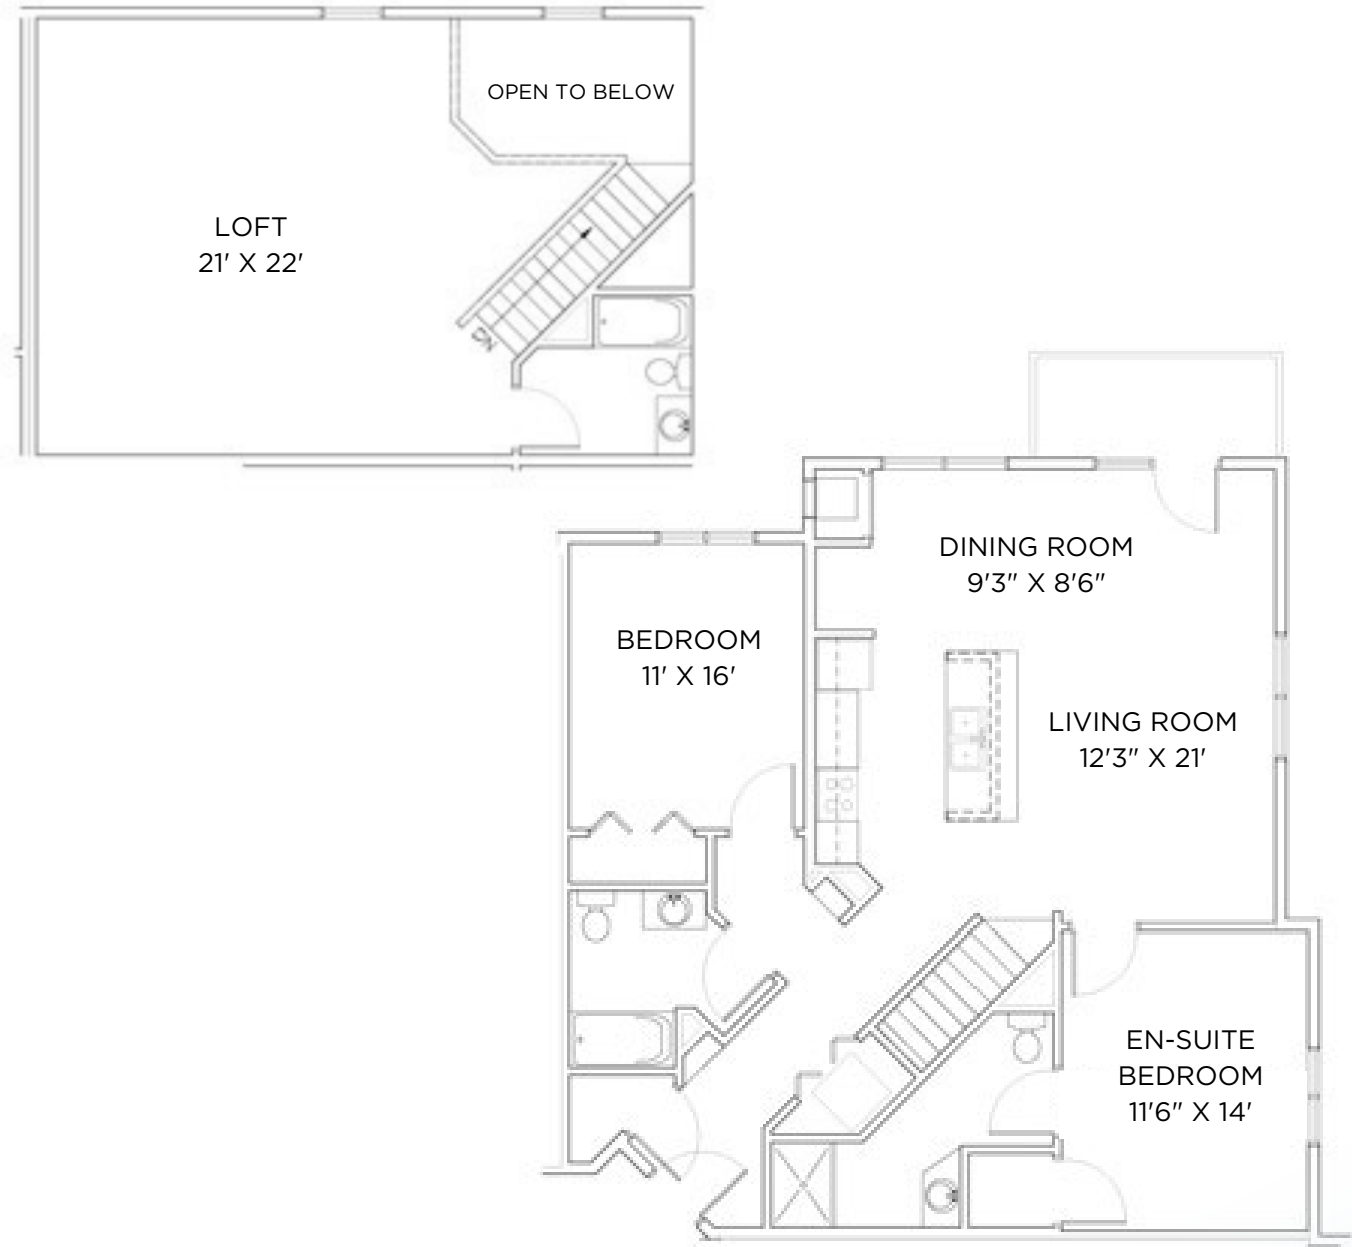 OPEN TO BELOW
LOFT
21' X 22'
DN
DINING ROOM
9'3" X 8'6"
BEDROOM
11' X 16'
LIVING ROOM
12'3" X 21'
EN-SUITE
BEDROOM
11'6" X 14'